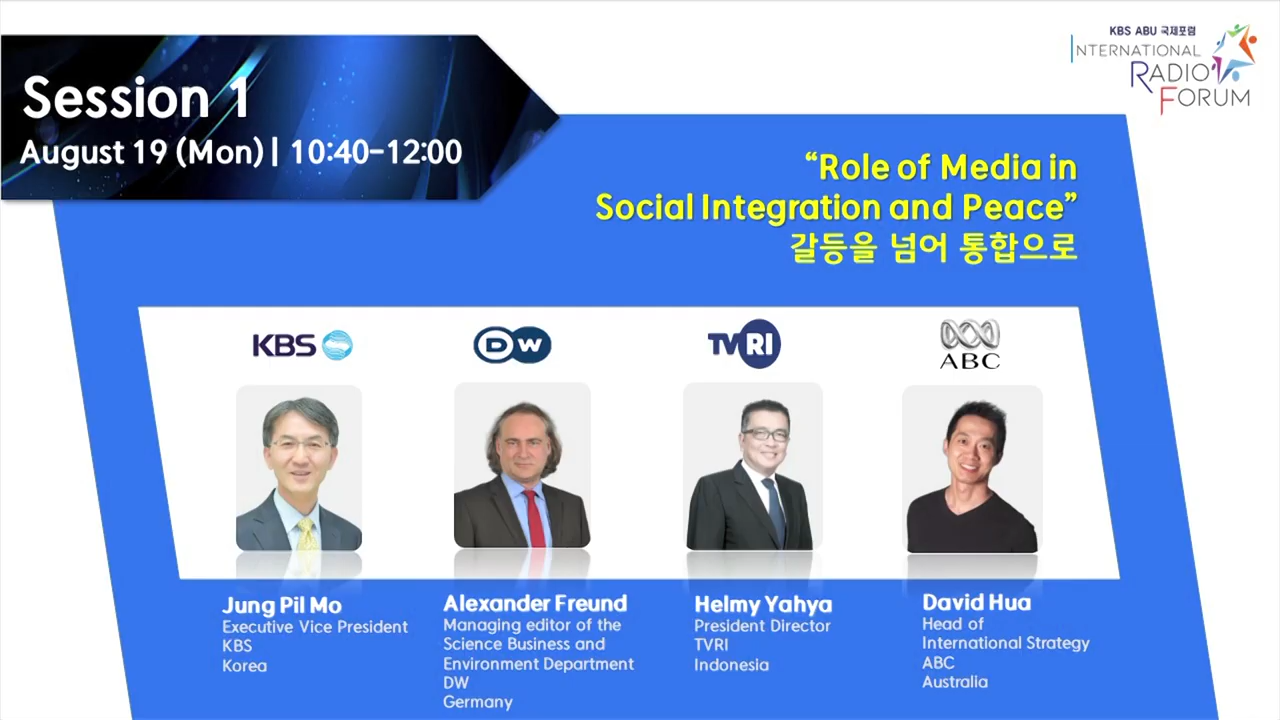 KBS ABU 국제포럼
INTERNATIONAL
RADIO
FORUM
Session 1
August 19 (Mon) | 10:40-12:00
“Role of Media in
Social Integration and Peace”
갈등을 넘어 통합으로
KBS
DW
TVRI
ABC
Jung Pil Mo
Executive Vice President
KBS
Korea
Alexander Freund
Managing editor of the
Science Business and
Environment Department
DW
Germany
Helmy Yahya
President Director
TVRI
Indonesia
David Hua
Head of
International Strategy
ABC
Australia